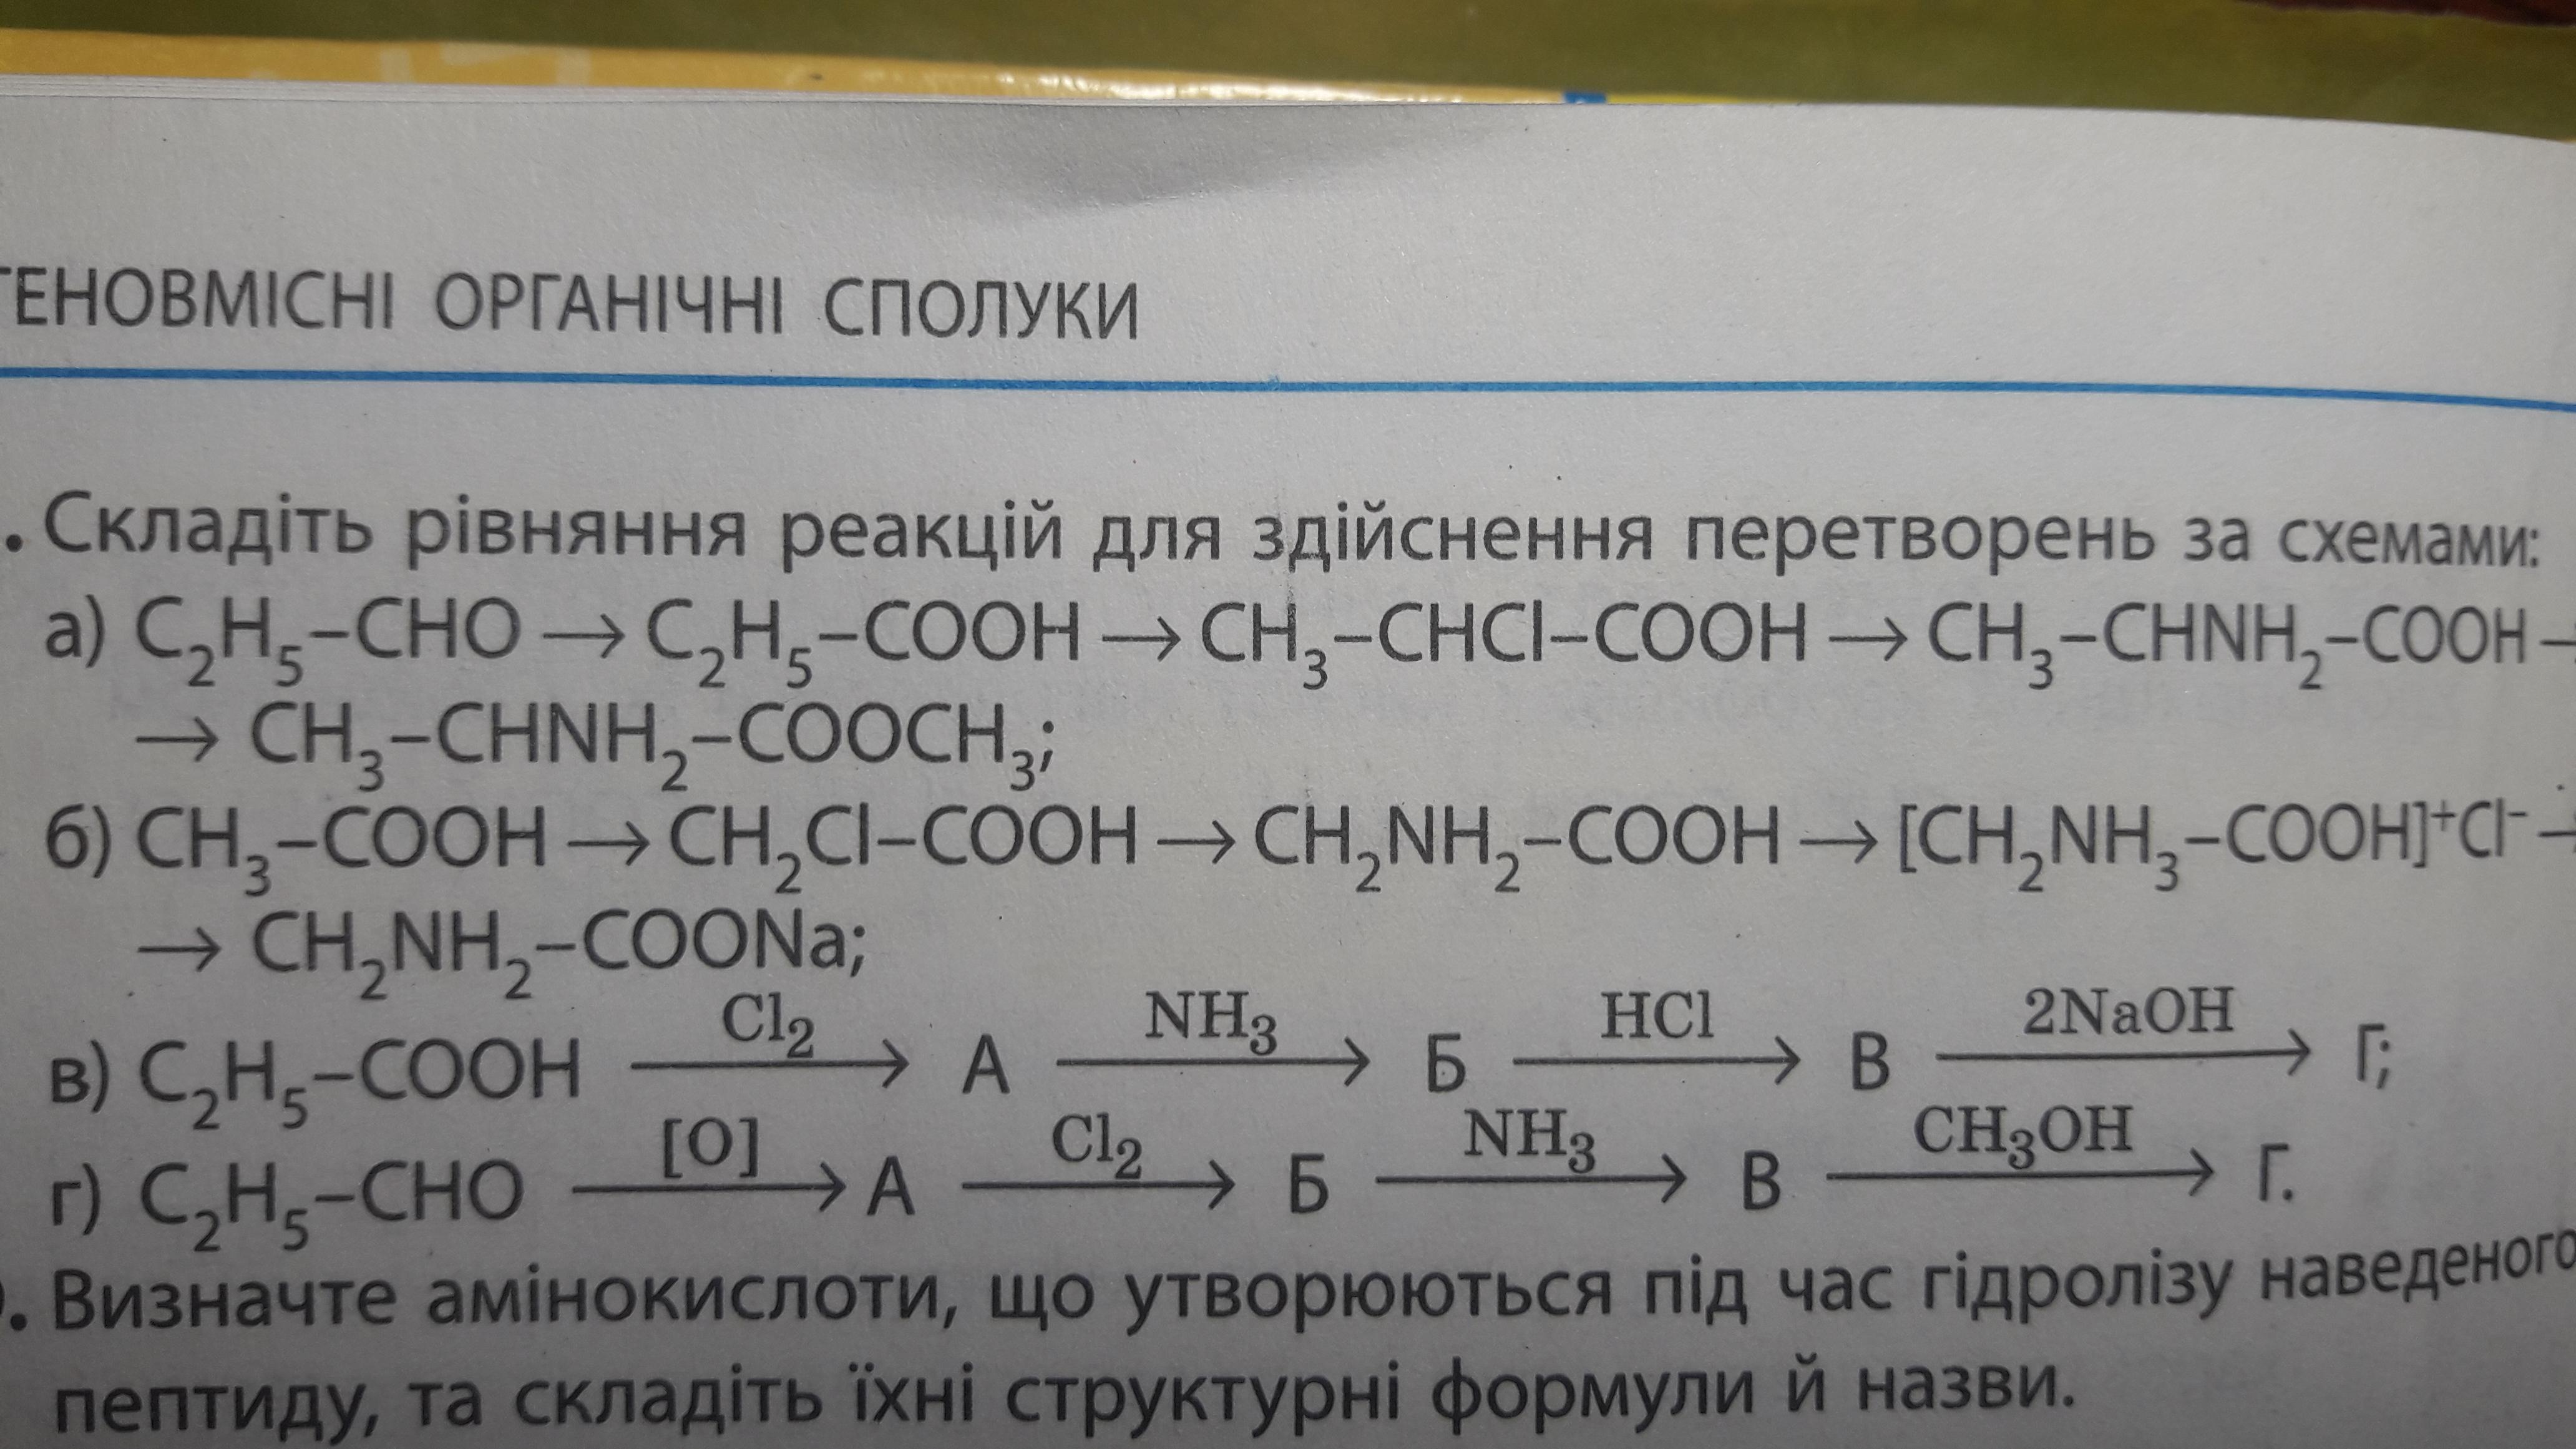 ГЕНОВМІСНІ ОРГАНІЧНІ СПОЛУКИ
. Складіть рівняння реакцій для здійснення перетворень за схемами:
а) C₂H₅–CHO → C₂H₅–COOH → CH₃–CHCl–COOH → CH₃–CHNH₂–COOH –
→ CH₃–CHNH₂–COOCH₃;
б) CH₃–COOH → CH₂Cl–COOH → CH₂NH₂–COOH → [CH₂NH₃–COOH]⁺Cl⁻ –
→ CH₂NH₂–COONa;
в) C₂H₅–COOH —Cl₂→ А —NH₃→ Б —HCl→ В —2NaOH→ Г;
г) C₂H₅–CHO —[O]→ А —Cl₂→ Б —NH₃→ В —CH₃OH→ Г.
. Визначте амінокислоти, що утворюються під час гідролізу наведеного
пептиду, та складіть їхні структурні формули й назви.